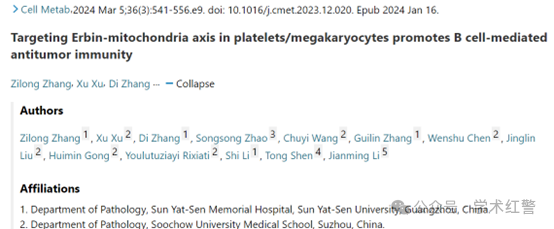 > Cell Metab. 2024 Mar 5;36(3):541-556.e9. doi: 10.1016/j.cmet.2023.12.020. Epub 2024 Jan 16.
Targeting Erbin-mitochondria axis in platelets/megakaryocytes promotes B cell-mediated
antitumor immunity
Zilong Zhang, Xu Xu, Di Zhang ··· — Collapse
Authors
Zilong Zhang 1, Xu Xu 2, Di Zhang 1, Songsong Zhao 3, Chuyi Wang 2, Guilin Zhang 1, Wenshu Chen 2, Jinglin
Liu 2, Huimin Gong 2, Youlutuziayi Rixiati 2, Shi Li 1, Tong Shen 4, Jianming Li 5
Affiliations
1. Department of Pathology, Sun Yat-Sen Memorial Hospital, Sun Yat-Sen University, Guangzhou, China.
2. Department of Pathology, Soochow University Medical School, Suzhou, China.
公众号 · 学术红警